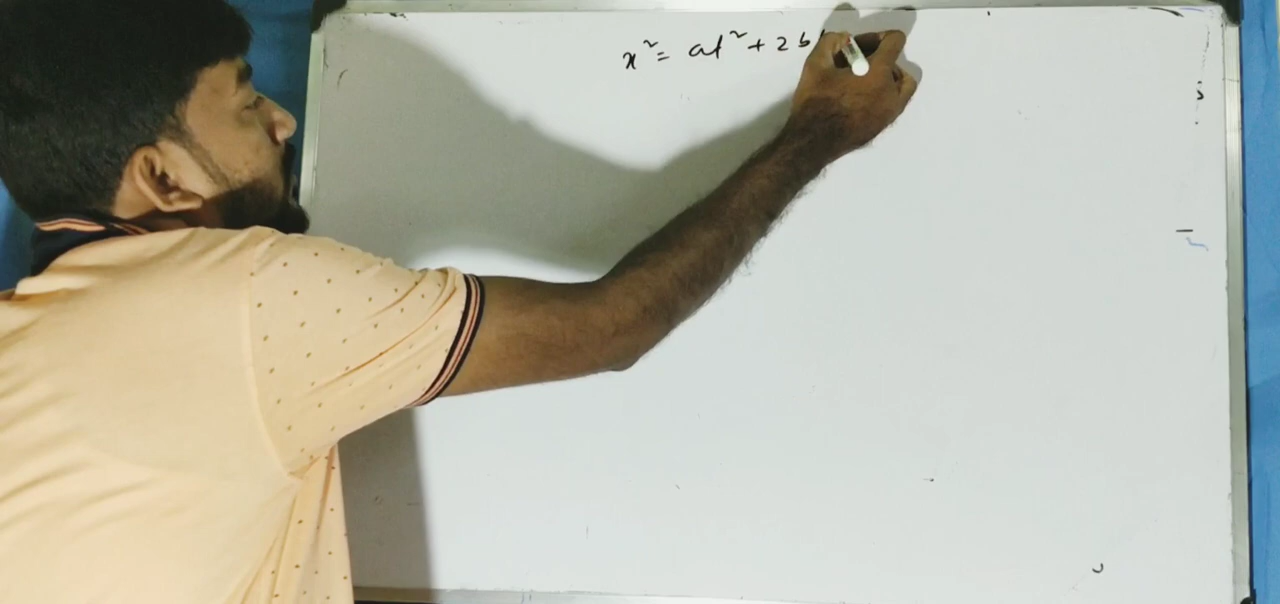 x² = at² + 2b